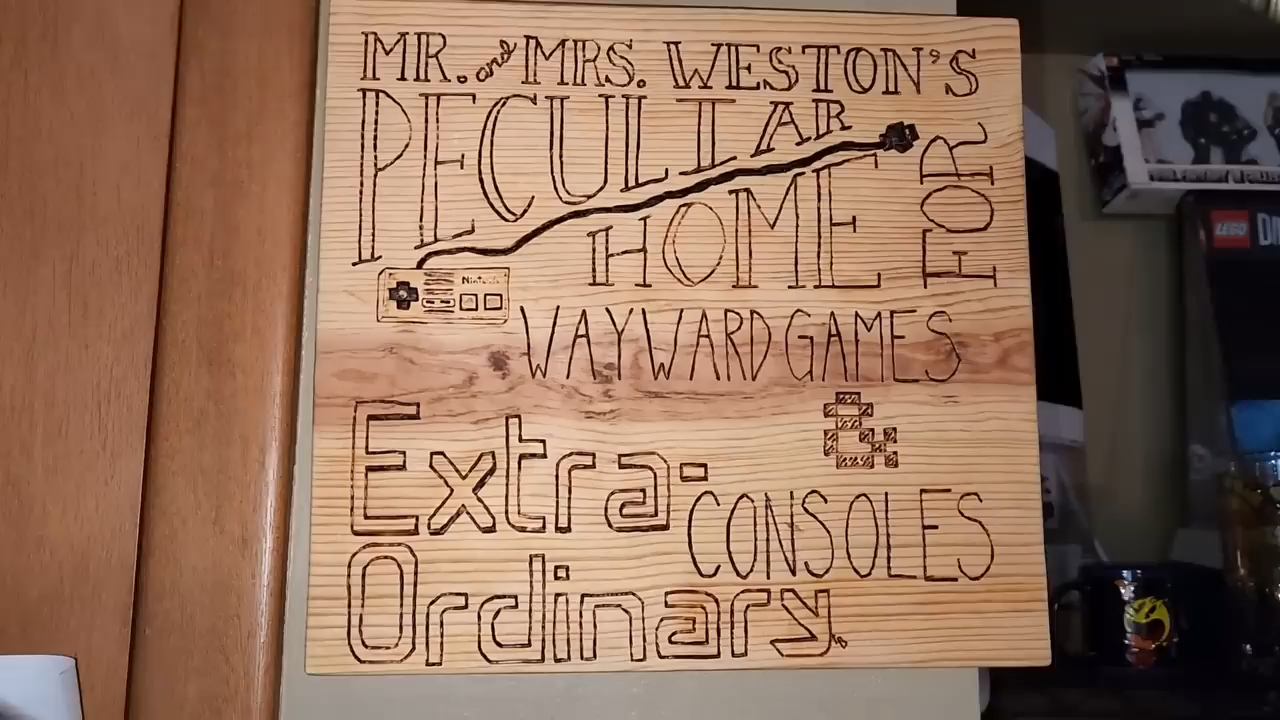 MR. and MRS. WESTON'S
PECULIAR
HOME
FOR
Nintendo
WAYWARD GAMES
&
Extra-
CONSOLES
Ordinary
LEGO